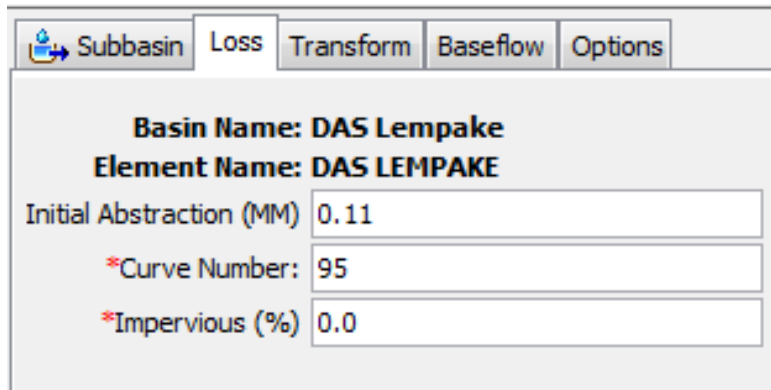 Subbasin Loss Transform Baseflow Options
Basin Name: DAS Lempake
Element Name: DAS LEMPAKE
Initial Abstraction (MM) 0.11
*Curve Number: 95
*Impervious (%) 0.0